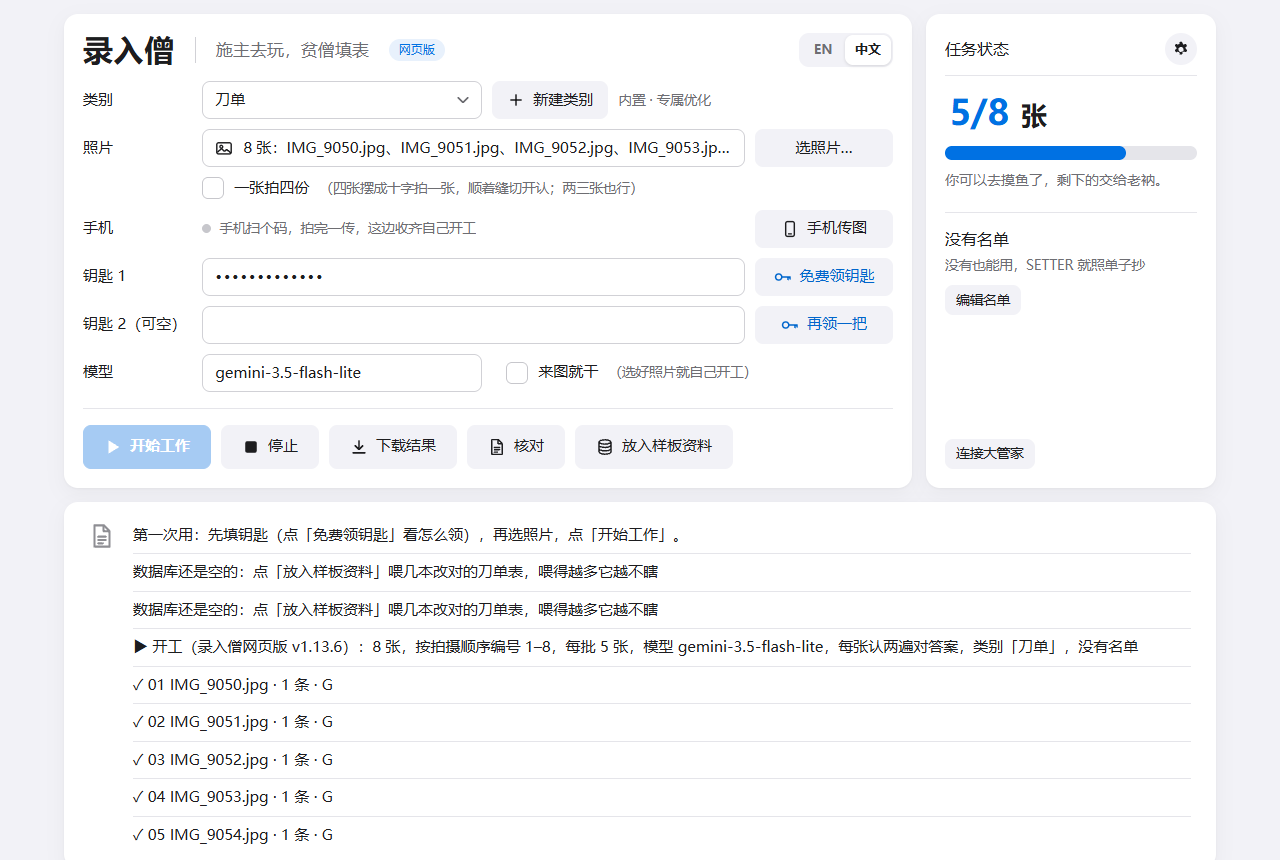 录入僧
施主去玩，贫僧填表
网页版
EN 中文
类别
刀单
新建类别
内置 · 专属优化
照片
8 张：IMG_9050.jpg、IMG_9051.jpg、IMG_9052.jpg、IMG_9053.jp...
选照片...
一张拍四份 （四张摆成十字拍一张，顺着缝切开认；两三张也行）
手机
手机扫个码，拍完一传，这边收齐自己开工
手机传图
钥匙 1
•••••••••••••
免费领钥匙
钥匙 2（可空）
再领一把
模型
gemini-3.5-flash-lite
来图就干 （选好照片就自己开工）
开始工作
停止
下载结果
核对
放入样板资料
任务状态
5/8 张
你可以去摸鱼了，剩下的交给老衲。
没有名单
没有也能用，SETTER 就照单子抄
编辑名单
连接大管家
第一次用：先填钥匙（点「免费领钥匙」看怎么领），再选照片，点「开始工作」。
数据库还是空的：点「放入样板资料」喂几本改对的刀单表，喂得越多它越不瞎
数据库还是空的：点「放入样板资料」喂几本改对的刀单表，喂得越多它越不瞎
▶ 开工（录入僧网页版 v1.13.6）：8 张，按拍摄顺序编号 1–8，每批 5 张，模型 gemini-3.5-flash-lite，每张认两遍对答案，类别「刀单」，没有名单
✓ 01 IMG_9050.jpg · 1 条 · G
✓ 02 IMG_9051.jpg · 1 条 · G
✓ 03 IMG_9052.jpg · 1 条 · G
✓ 04 IMG_9053.jpg · 1 条 · G
✓ 05 IMG_9054.jpg · 1 条 · G